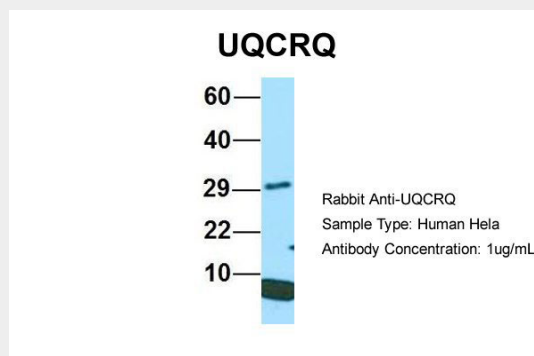 UQCRQ
60
40
29
22
10
Rabbit Anti-UQCRQ
Sample Type: Human Hela
Antibody Concentration: 1ug/mL